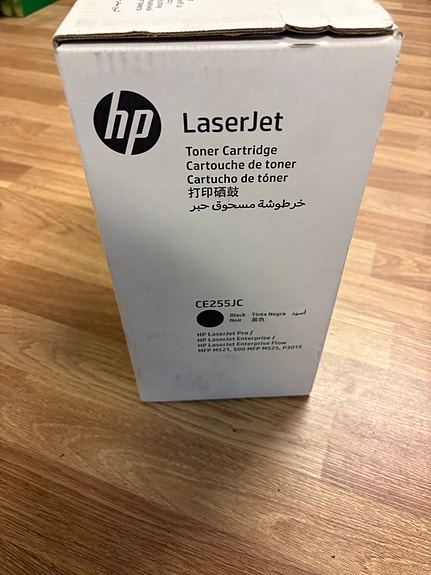 hp
LaserJet
Toner Cartridge
Cartouche de toner
Cartucho de tóner
打印硒鼓
خرطوشة مسحوق حبر
CE255JC
Black Tinta Negra أسود
Noir 黑色
HP LaserJet Pro /
HP LaserJet Enterprise /
HP LaserJet Enterprise Flow
MFP M521, 500 MFP M525, P3015